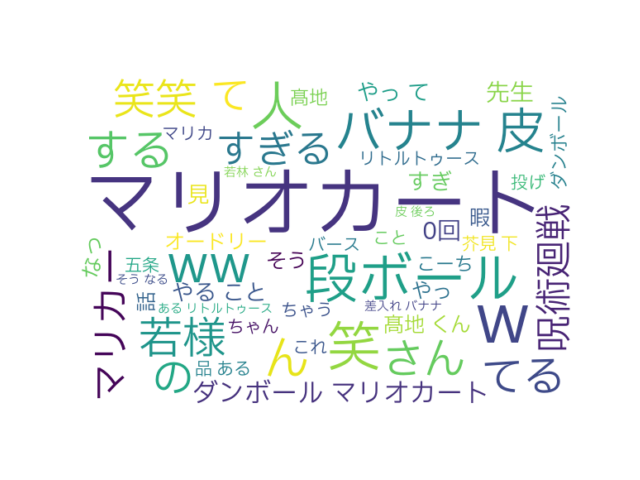 笑笑 て
人
髙地
やって
先生
する
マリカ
すぎる
バナナ 皮
リトルトゥース
ダンボール
若林 さん
すぎ
投げ
見
マリオカート
皮 後ろ
0回
暇
なっ
オードリー
バース
こと
芥見 下
呪術廻戦
五条
ww
そう
段ボール
こーち
そう なる
マリカー
話
やる こと
やっ
ある リトルトゥース
ちゃう
差入れ バナナ
w
若様
ちゃん
笑
さん
髙地 くん
の
品 ある
ん
これ
てる
ダンボール マリオカート